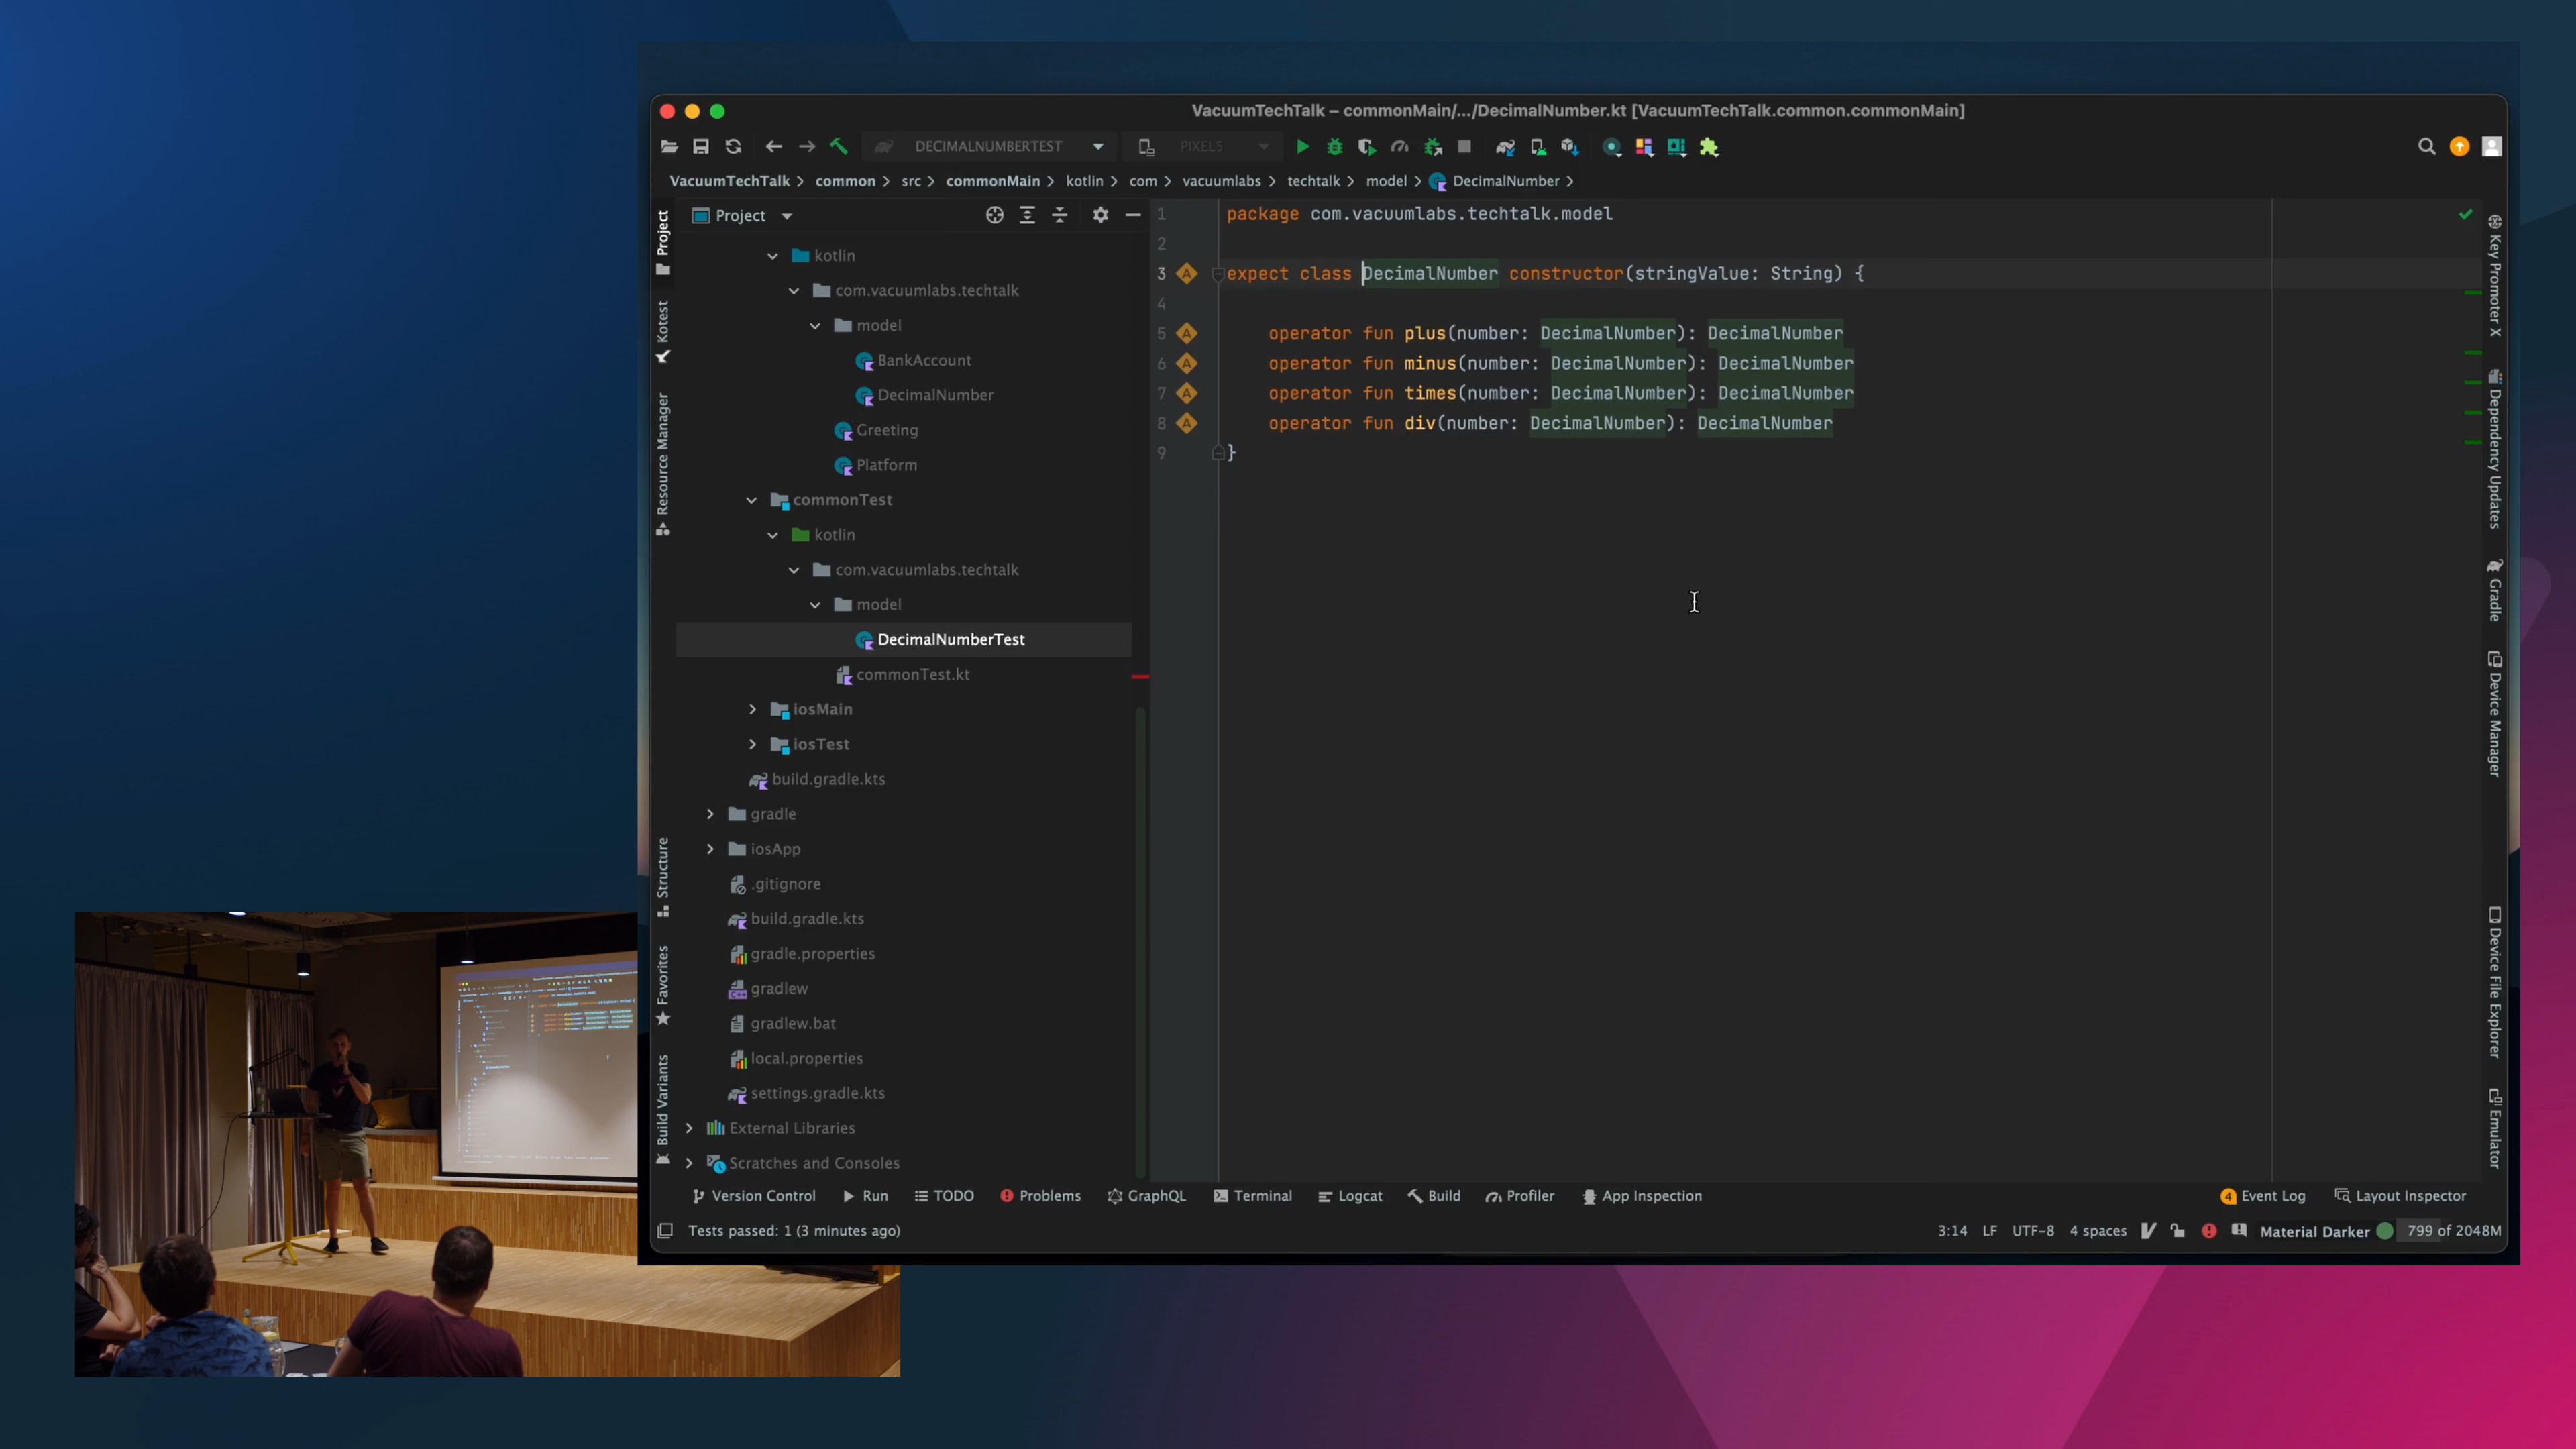 VacuumTechTalk – commonMain/.../DecimalNumber.kt [VacuumTechTalk.common.commonMain]
DECIMALNUMBERTEST
PIXEL5
VacuumTechTalk > common > src > commonMain > kotlin > com > vacuumlabs > techtalk > model > DecimalNumber >
Project
Kotest
Resource Manager
Structure
Favorites
Build Variants
Project
kotlin
com.vacuumlabs.techtalk
model
BankAccount
DecimalNumber
Greeting
Platform
commonTest
kotlin
com.vacuumlabs.techtalk
model
DecimalNumberTest
commonTest.kt
iosMain
iosTest
build.gradle.kts
gradle
iosApp
.gitignore
build.gradle.kts
gradle.properties
gradlew
gradlew.bat
local.properties
settings.gradle.kts
External Libraries
Scratches and Consoles
1 package com.vacuumlabs.techtalk.model
2
3 expect class DecimalNumber constructor(stringValue: String) {
4
5 operator fun plus(number: DecimalNumber): DecimalNumber
6 operator fun minus(number: DecimalNumber): DecimalNumber
7 operator fun times(number: DecimalNumber): DecimalNumber
8 operator fun div(number: DecimalNumber): DecimalNumber
9 }
Key Promoter X
Dependency Updates
Gradle
Device Manager
Device File Explorer
Emulator
Version Control Run TODO Problems GraphQL Terminal Logcat Build Profiler App Inspection 4 Event Log Layout Inspector
Tests passed: 1 (3 minutes ago) 3:14 LF UTF-8 4 spaces Material Darker 799 of 2048M